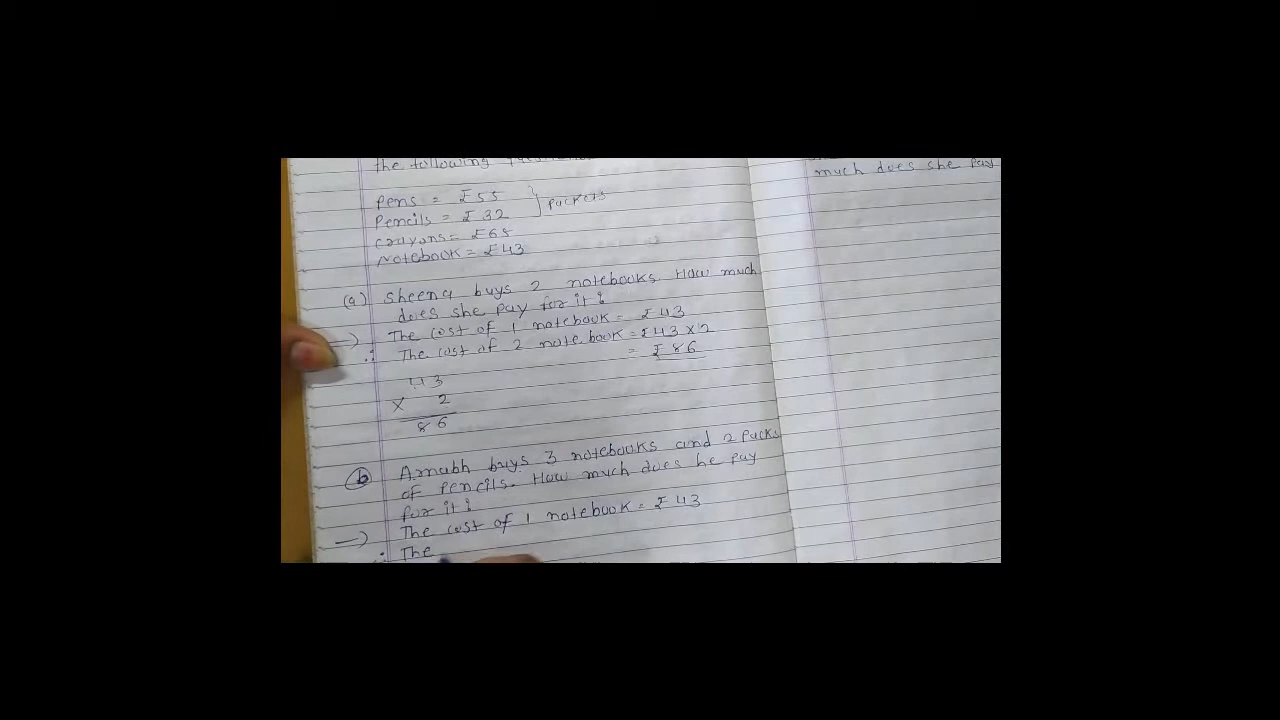 the following
pens = ₹55
Pencils = ₹32 } packets
crayons = ₹65
Notebook = ₹43
(a) Sheena buys 2 notebooks. How much
does she pay for it?
→ The cost of 1 notebook = ₹43
∴ The cost of 2 notebook = ₹43×2
= ₹86
43
× 2
86
(b) Arnabh buys 3 notebooks and 2 packs
of pencils. How much does he pay
for it?
→ The cost of 1 notebook = ₹43
∴ The
much does she pay